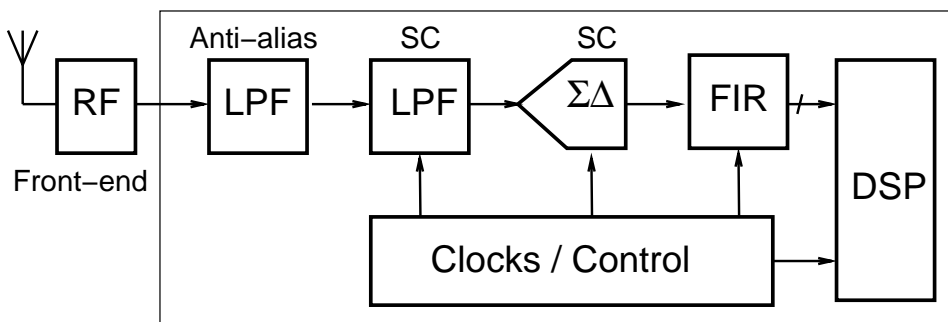 Anti−alias
SC
SC
RF
LPF
LPF
ΣΔ
FIR
Front−end
DSP
Clocks / Control